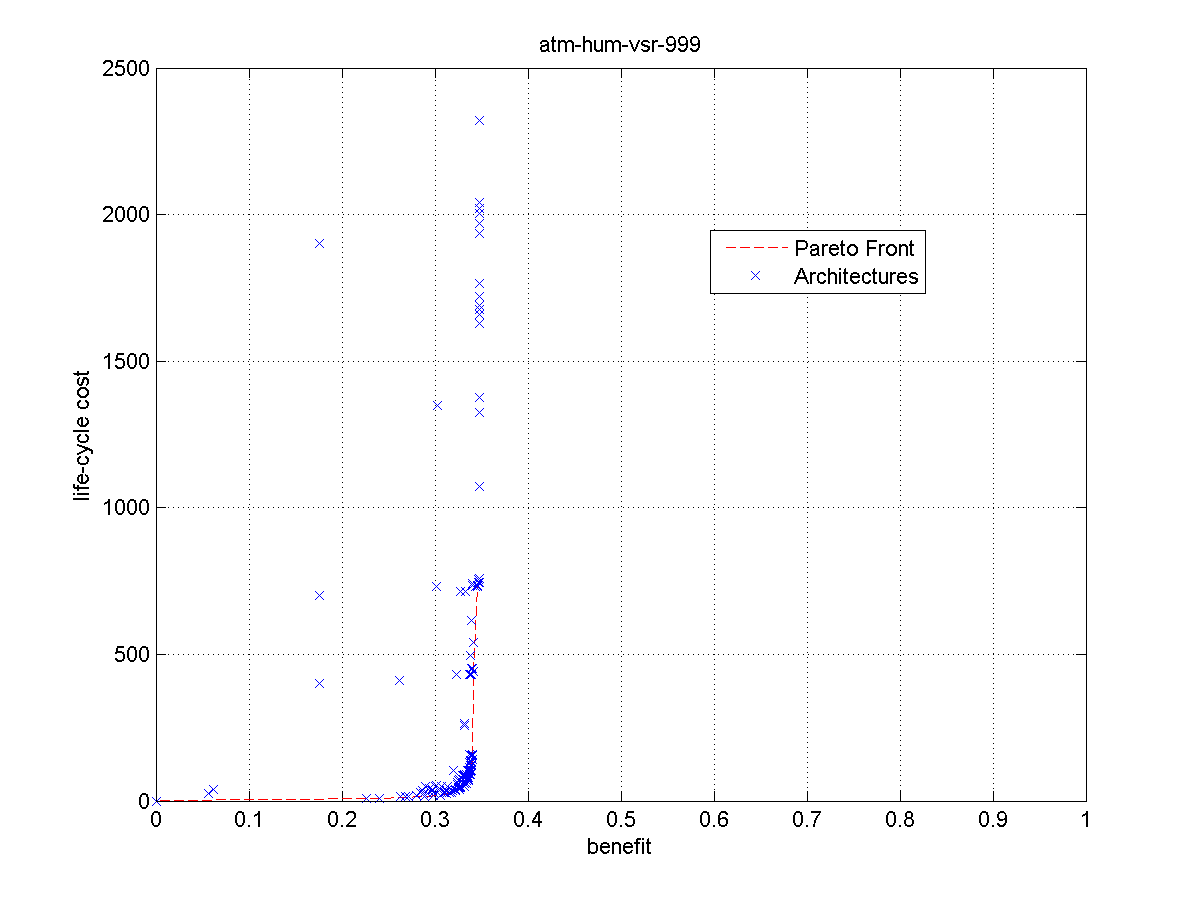 atm-hum-vsr-999
2500
2000
1500
1000
500
0
life-cycle cost
Pareto Front
Architectures
0 0.1 0.2 0.3 0.4 0.5 0.6 0.7 0.8 0.9 1
benefit